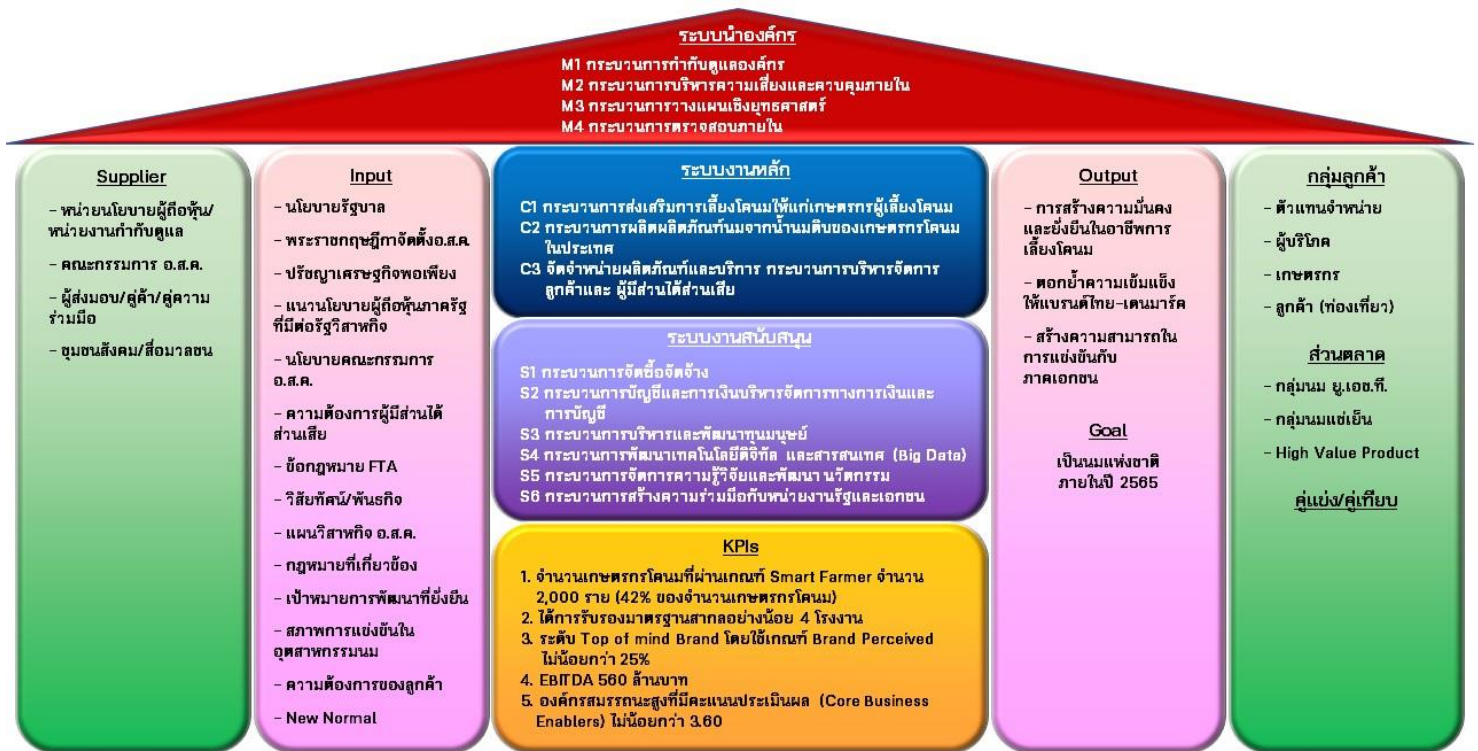 ระบบนำองค์กร
M1 กระบวนการกำกับดูแลองค์กร
M2 กระบวนการบริหารความเสี่ยงและควบคุมภายใน
M3 กระบวนการวางแผนเชิงยุทธศาสตร์
M4 กระบวนการตรวจสอบภายใน
Supplier
- หน่วยนโยบายผู้ถือหุ้น/
หน่วยงานกำกับดูแล
- คณะกรรมการ อ.ส.ค.
- ผู้ส่งมอบ/คู่ค้า/คู่ความ
ร่วมมือ
- ชุมชนสังคม/สื่อมวลชน
Input
- นโยบายรัฐบาล
- พระราชกฤษฎีกาจัดตั้งอ.ส.ค.
- ปรัชญาเศรษฐกิจพอเพียง
- แนวนโยบายผู้ถือหุ้นภาครัฐ
ที่มีต่อรัฐวิสาหกิจ
- นโยบายคณะกรรมการ
อ.ส.ค.
- ความต้องการผู้มีส่วนได้
ส่วนเสีย
- ข้อกฎหมาย FTA
- วิสัยทัศน์/พันธกิจ
- แผนวิสาหกิจ อ.ส.ค.
- กฎหมายที่เกี่ยวข้อง
- เป้าหมายการพัฒนาที่ยั่งยืน
- สภาพการแข่งขันใน
อุตสาหกรรมนม
- ความต้องการของลูกค้า
- New Normal
ระบบงานหลัก
C1 กระบวนการส่งเสริมการเลี้ยงโคนมให้แก่เกษตรกรผู้เลี้ยงโคนม
C2 กระบวนการผลิตผลิตภัณฑ์นมจากน้ำนมดิบของเกษตรกรโคนม
ในประเทศ
C3 จัดจำหน่ายผลิตภัณฑ์และบริการ กระบวนการบริหารจัดการ
ลูกค้าและ ผู้มีส่วนได้ส่วนเสีย
ระบบงานสนับสนุน
S1 กระบวนการจัดซื้อจัดจ้าง
S2 กระบวนการบัญชีและการเงินบริหารจัดการทางการเงินและ
การบัญชี
S3 กระบวนการบริหารและพัฒนาทุนมนุษย์
S4 กระบวนการพัฒนาเทคโนโลยีดิจิทัล และสารสนเทศ (Big Data)
S5 กระบวนการจัดการความรู้วิจัยและพัฒนา นวัตกรรม
S6 กระบวนการสร้างความร่วมมือกับหน่วยงานรัฐและเอกชน
KPIs
1. จำนวนเกษตรกรโคนมที่ผ่านเกณฑ์ Smart Farmer จำนวน
2,000 ราย (42% ของจำนวนเกษตรกรโคนม)
2. ได้การรับรองมาตรฐานสากลอย่างน้อย 4 โรงงาน
3. ระดับ Top of mind Brand โดยใช้เกณฑ์ Brand Perceived
ไม่น้อยกว่า 25%
4. EBITDA 560 ล้านบาท
5. องค์กรสมรรถนะสูงที่มีคะแนนประเมินผล (Core Business
Enablers) ไม่น้อยกว่า 3.60
Output
- การสร้างความมั่นคง
และยั่งยืนในอาชีพการ
เลี้ยงโคนม
- ตอกย้ำความเข้มแข็ง
ให้แบรนด์ไทย-เดนมาร์ค
- สร้างความสามารถใน
การแข่งขันกับ
ภาคเอกชน
Goal
เป็นนมแห่งชาติ
ภายในปี 2565
กลุ่มลูกค้า
- ตัวแทนจำหน่าย
- ผู้บริโภค
- เกษตรกร
- ลูกค้า (ท่องเที่ยว)
ส่วนตลาด
- กลุ่มนม ยู.เอช.ที.
- กลุ่มนมแช่เย็น
- High Value Product
คู่แข่ง/คู่เทียบ